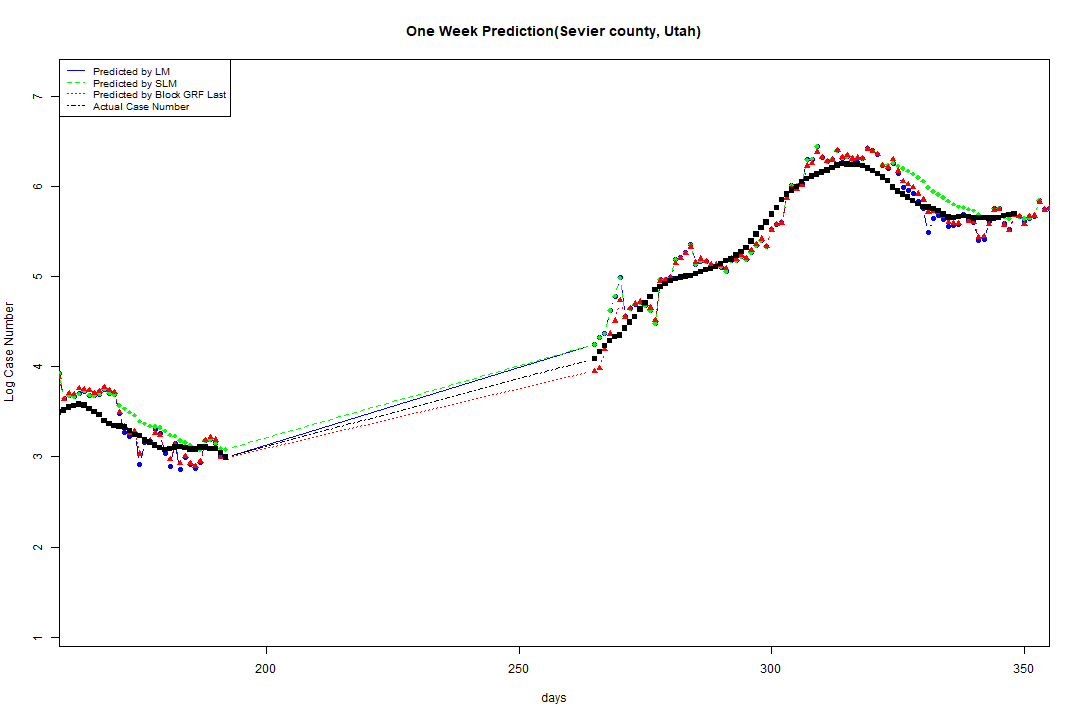 One Week Prediction(Sevier county, Utah)
Predicted by LM
Predicted by SLM
Predicted by Block GRF Last
Actual Case Number
7
6
5
4
3
2
1
Log Case Number
200 250 300 350
days